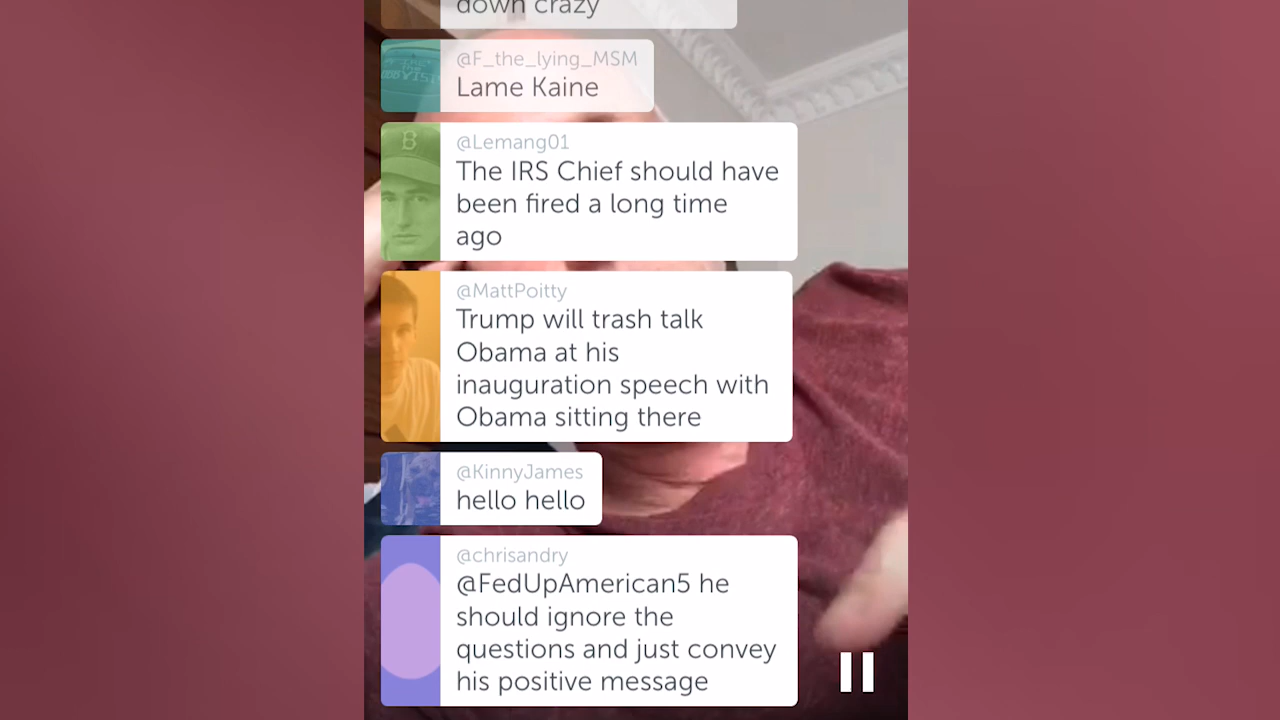 down crazy
@F_the_lying_MSM
Lame Kaine
@Lemang01
The IRS Chief should have
been fired a long time
ago
@MattPoitty
Trump will trash talk
Obama at his
inauguration speech with
Obama sitting there
@KinnyJames
hello hello
@chrisandry
@FedUpAmerican5 he
should ignore the
questions and just convey
his positive message